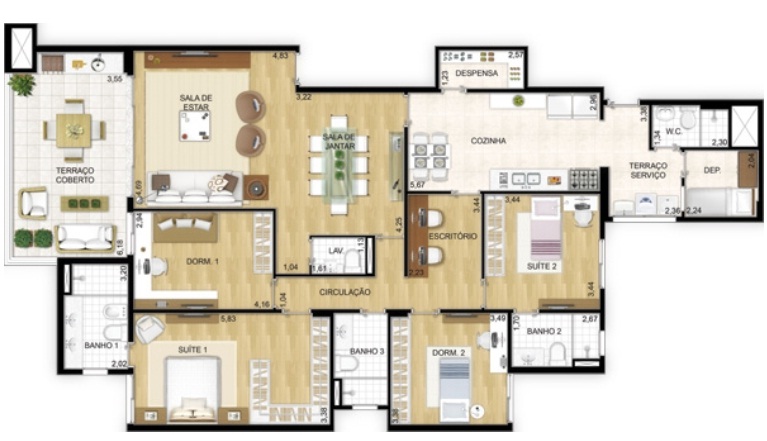 2,57
DESPENSA
1,23
4,83
3,55
3,22
SALA DE
ESTAR
2,96
3,36
SALA DE
JANTAR
COZINHA
1,34
W.C.
2,30
TERRAÇO
COBERTO
TERRAÇO
SERVIÇO
DEP.
2,04
4,69
5,67
2,36
2,24
2,94
6,18
4,25
3,44
3,44
ESCRITÓRIO
LAV.
DORM. 1
SUÍTE 2
1,04
1,61
2,23
3,20
3,44
CIRCULAÇÃO
4,16
1,04
5,83
3,49
1,70
2,67
BANHO 2
BANHO 1
SUÍTE 1
BANHO 3
DORM. 2
2,02
3,38
3,38